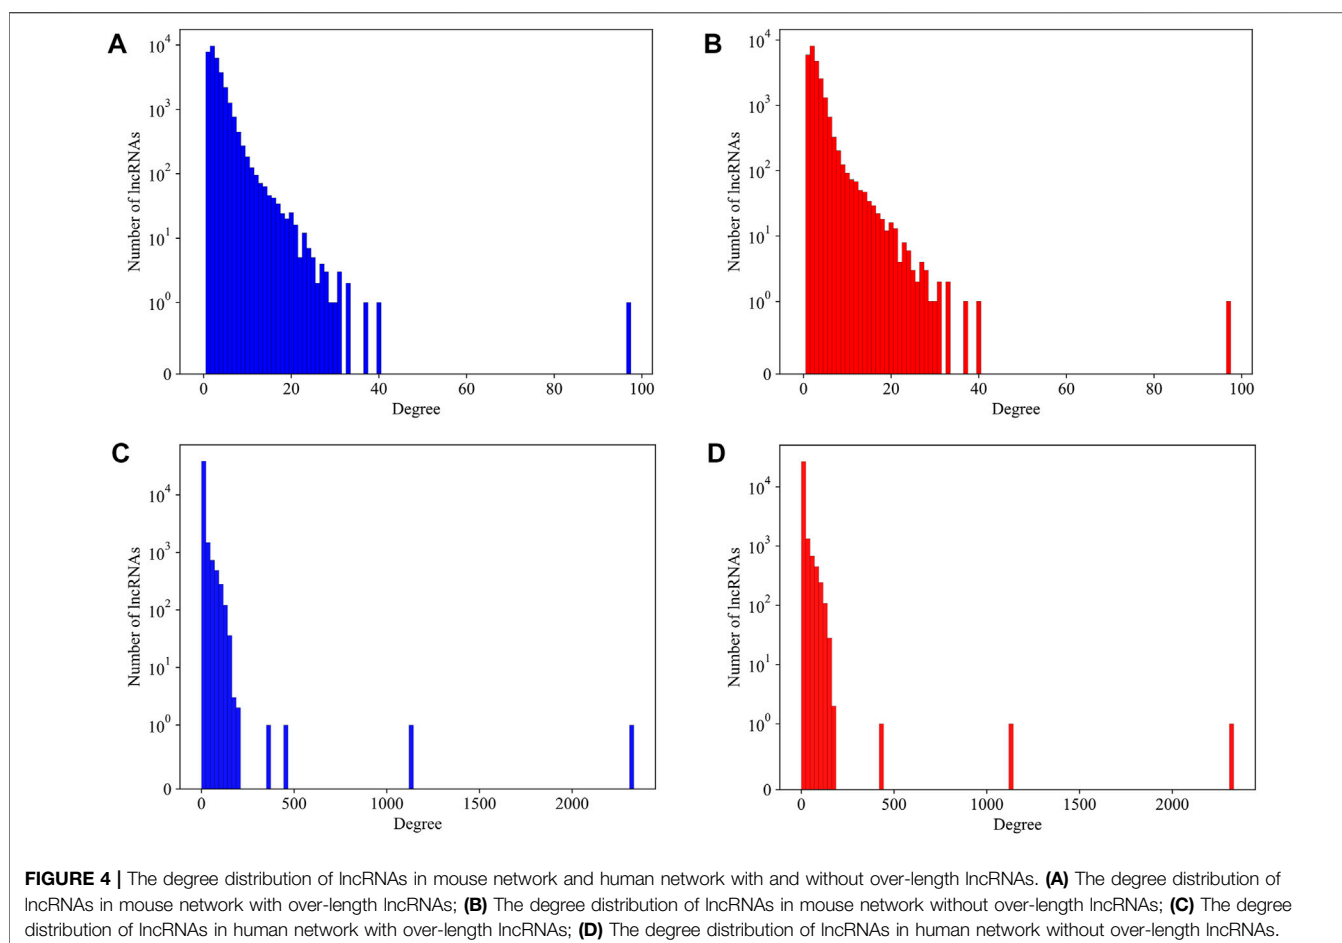 A
10^4
10^3
10^2
10^1
10^0
0
Number of lncRNAs
0 20 40 60 80 100
Degree
B
10^4
10^3
10^2
10^1
10^0
0
Number of lncRNAs
0 20 40 60 80 100
Degree
C
10^4
10^3
10^2
10^1
10^0
0
Number of lncRNAs
0 500 1000 1500 2000
Degree
D
10^4
10^3
10^2
10^1
10^0
0
Number of lncRNAs
0 500 1000 1500 2000
Degree
FIGURE 4 | The degree distribution of lncRNAs in mouse network and human network with and without over-length lncRNAs. (A) The degree distribution of
lncRNAs in mouse network with over-length lncRNAs; (B) The degree distribution of lncRNAs in mouse network without over-length lncRNAs; (C) The degree
distribution of lncRNAs in human network with over-length lncRNAs; (D) The degree distribution of lncRNAs in human network without over-length lncRNAs.